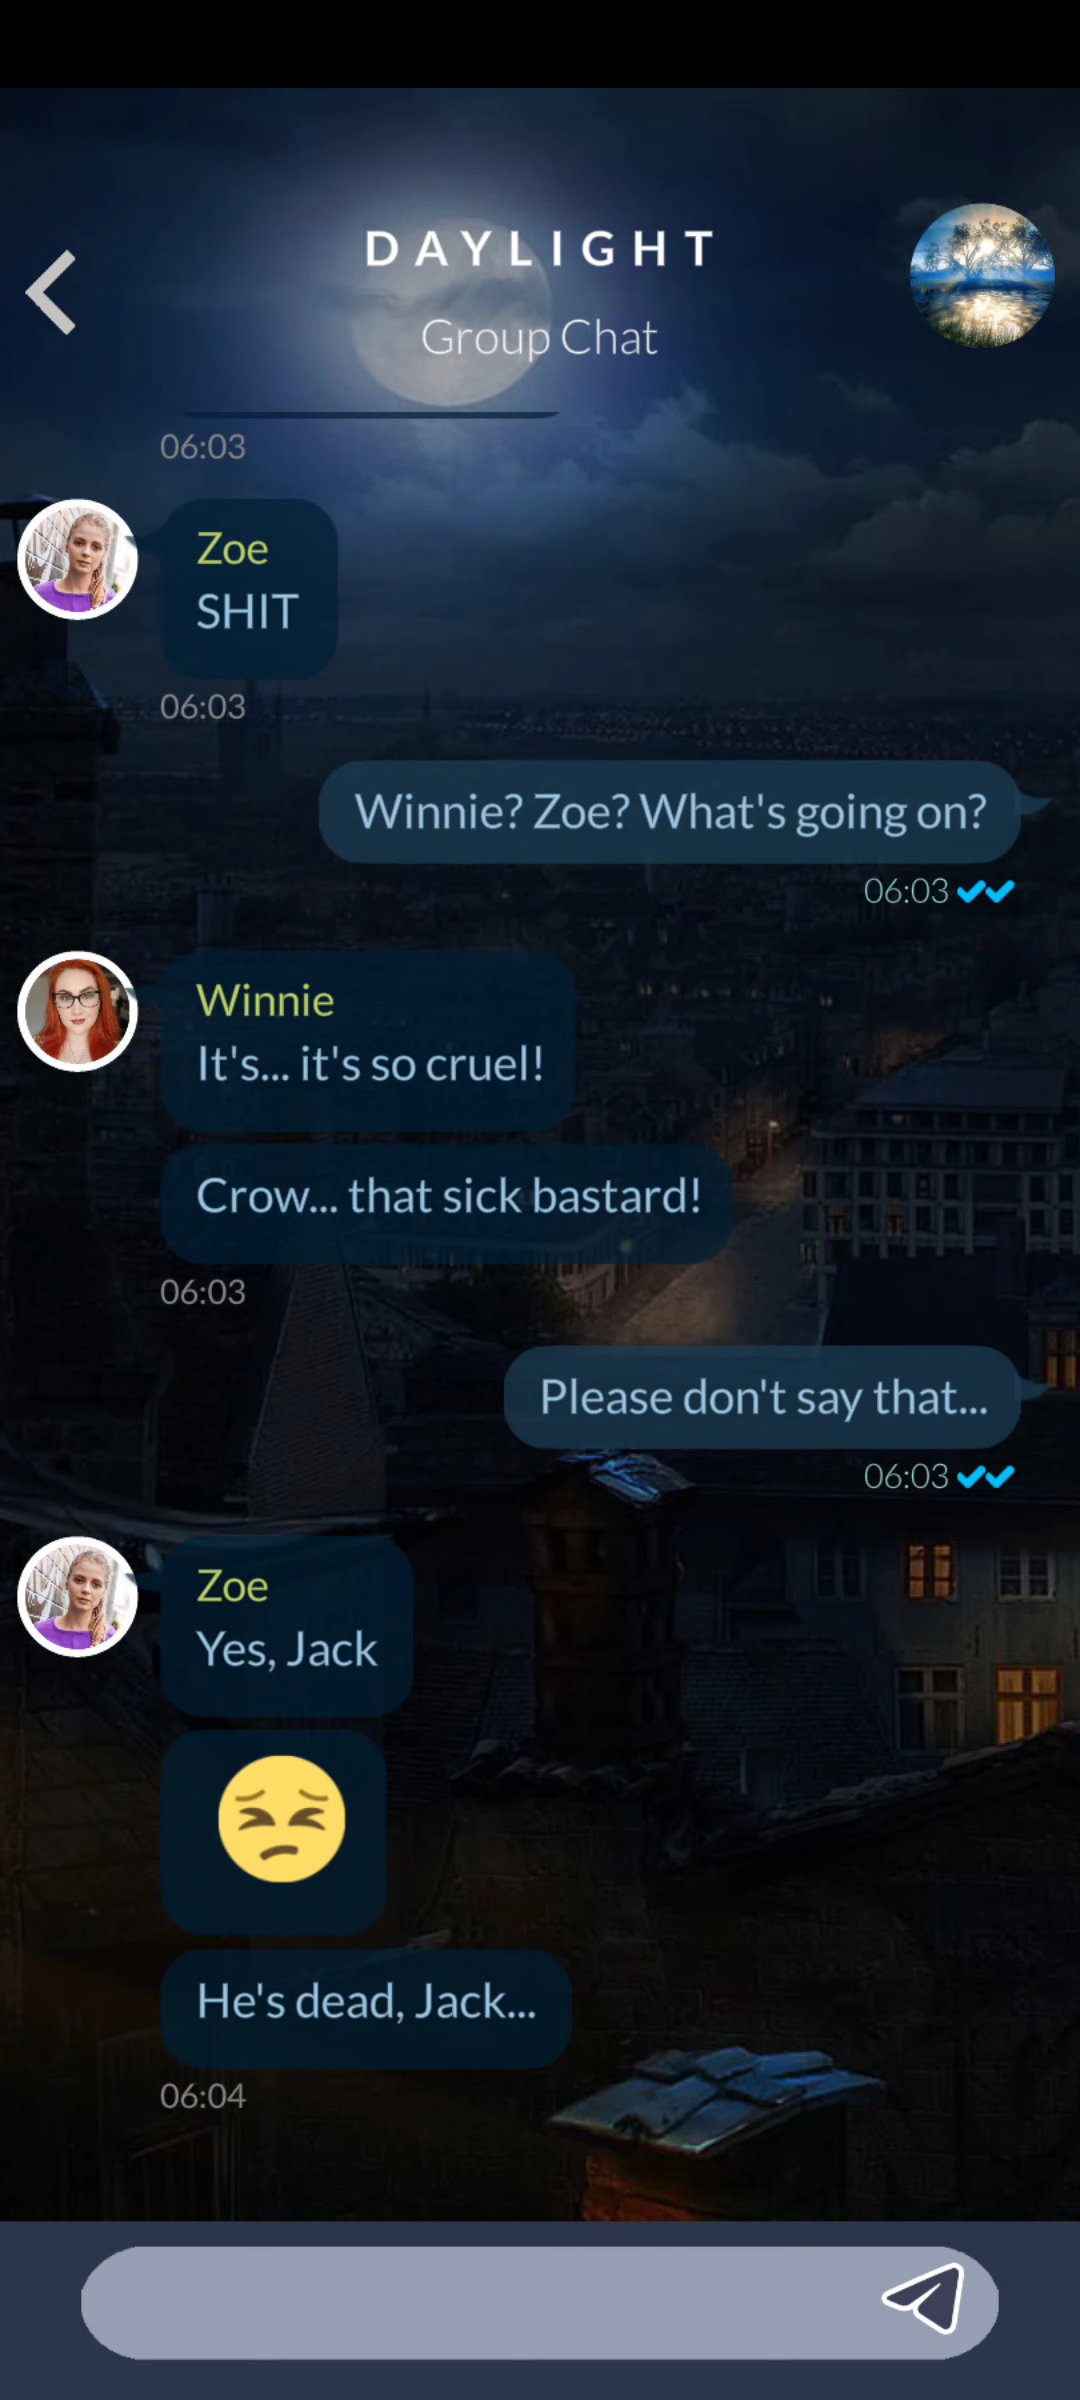 DAYLIGHT
Group Chat
06:03
Zoe
SHIT
06:03
Winnie? Zoe? What's going on?
06:03
Winnie
It's... it's so cruel!
Crow... that sick bastard!
06:03
Please don't say that...
06:03
Zoe
Yes, Jack
He's dead, Jack...
06:04